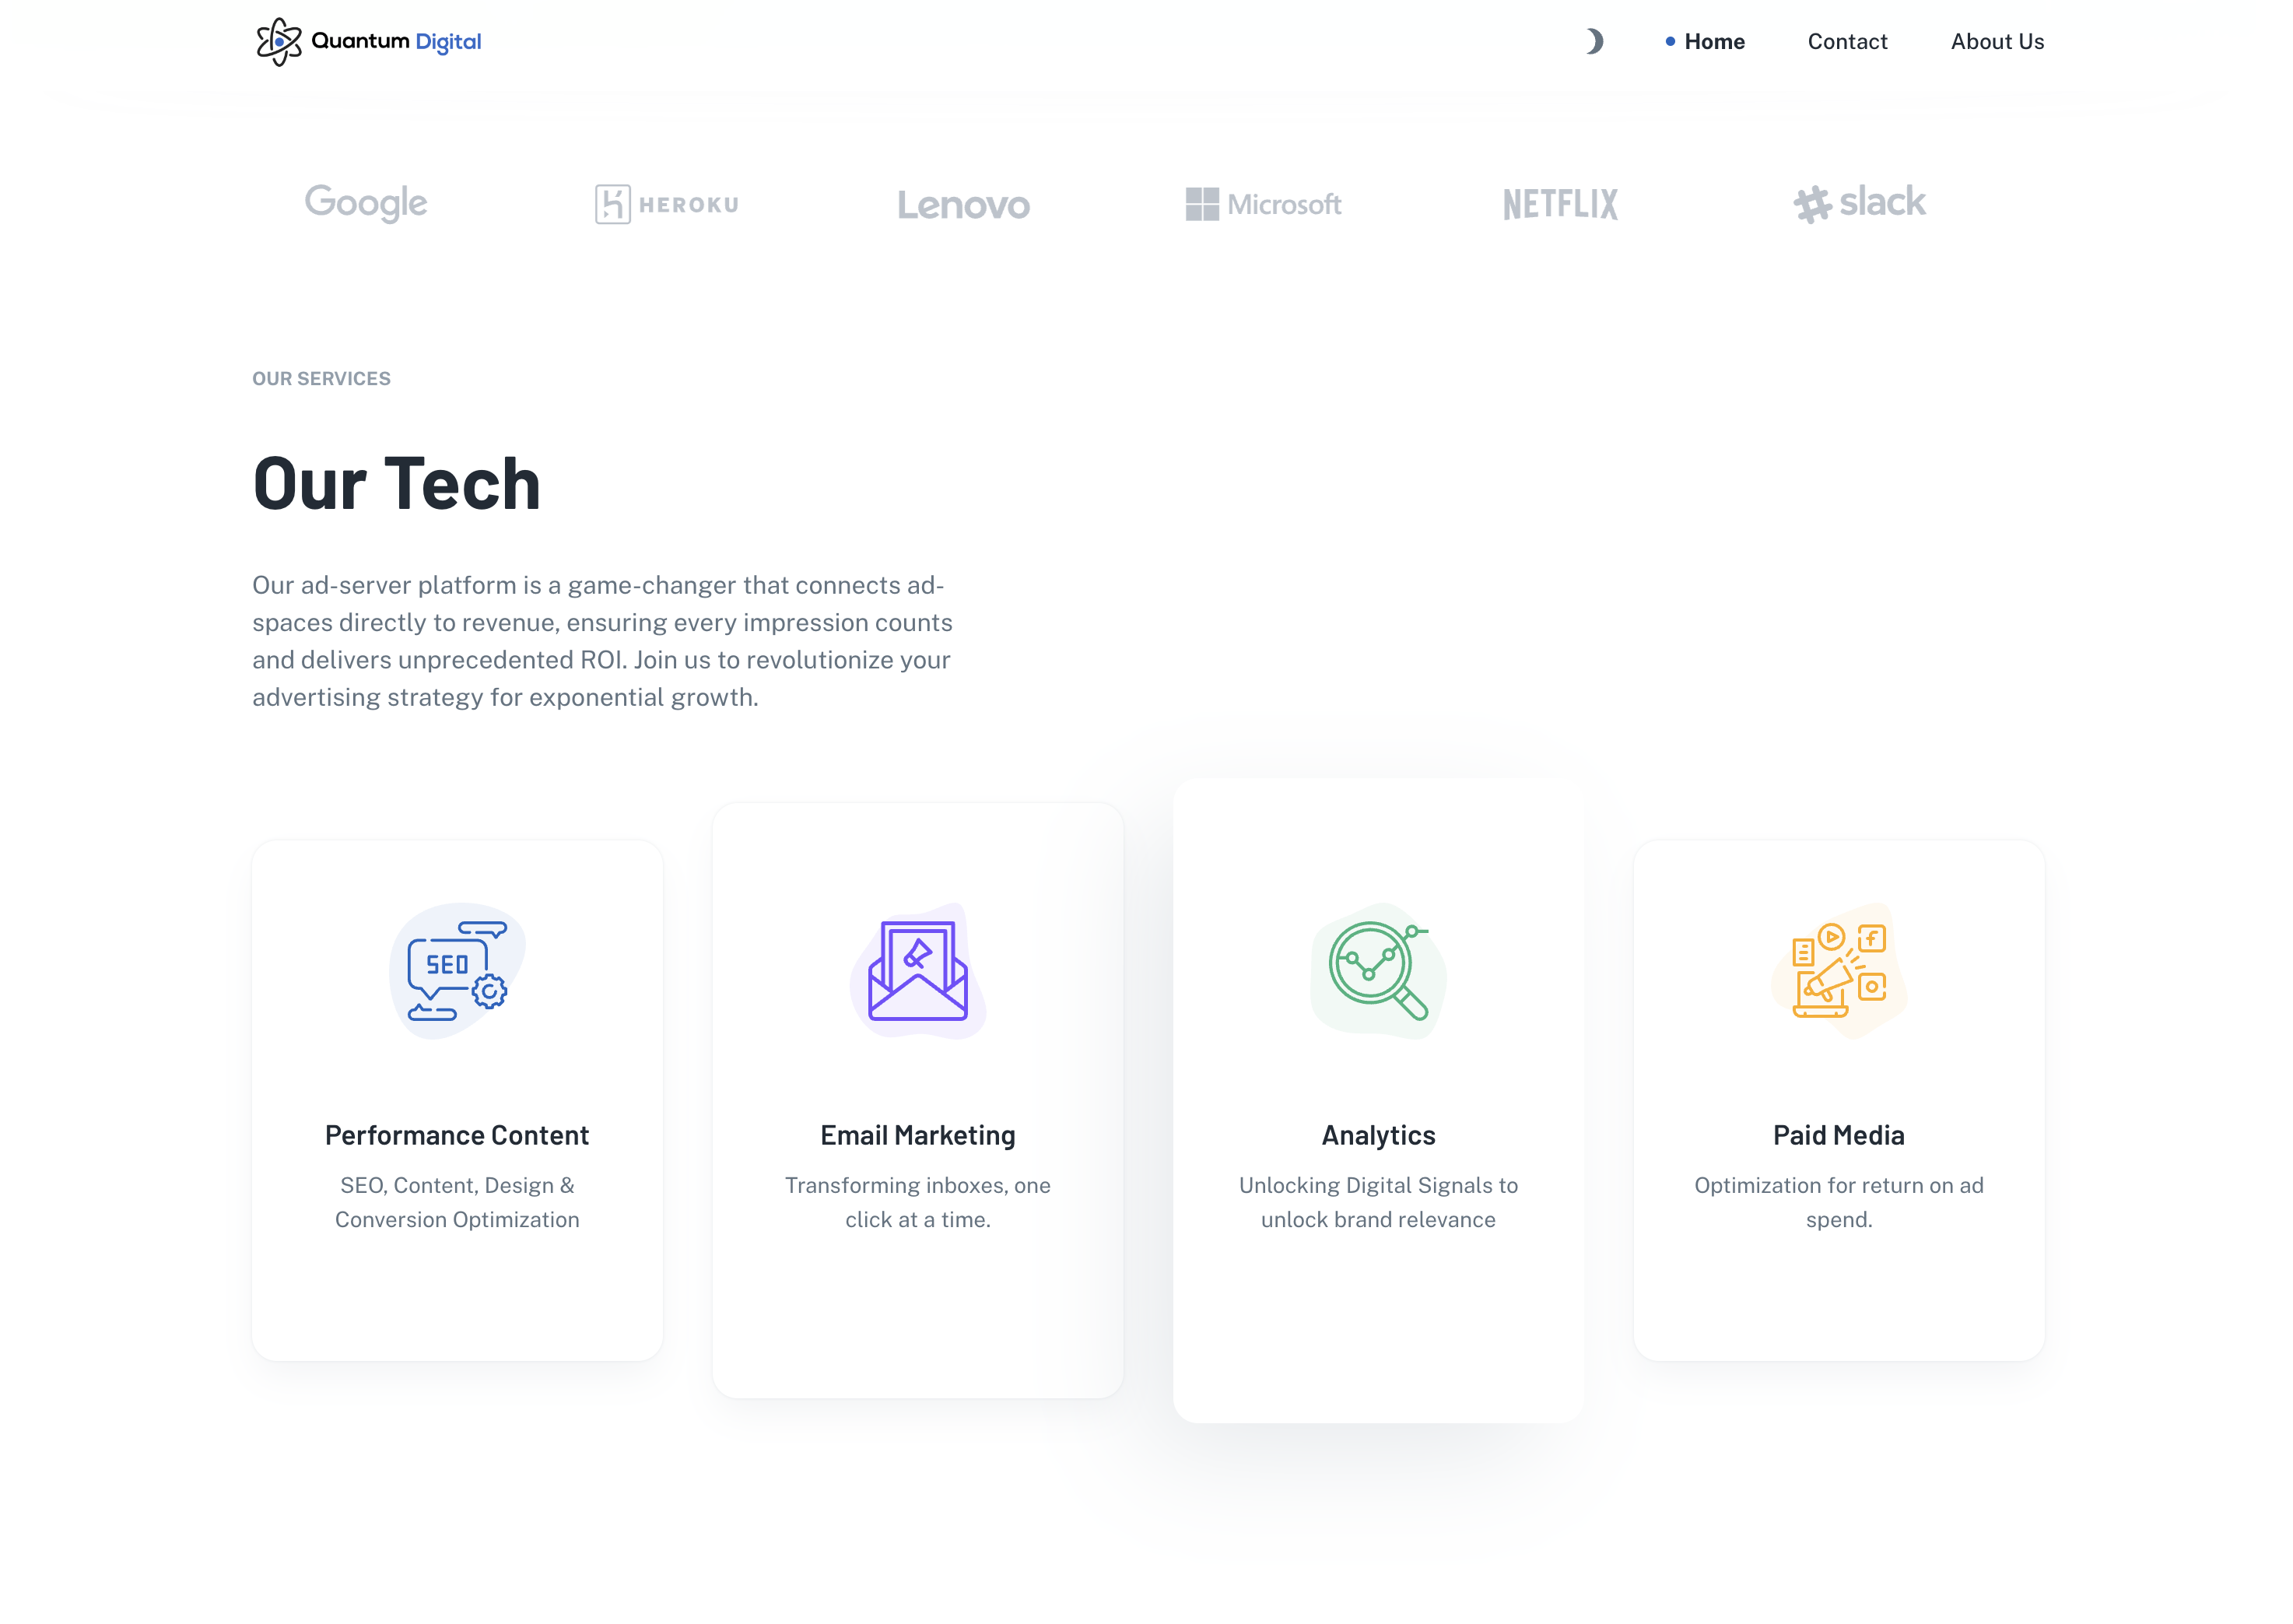 Quantum Digital
Home
Contact
About Us
Google
HEROKU
Lenovo
Microsoft
NETFLIX
slack
OUR SERVICES
Our Tech
Our ad-server platform is a game-changer that connects ad-
spaces directly to revenue, ensuring every impression counts
and delivers unprecedented ROI. Join us to revolutionize your
advertising strategy for exponential growth.
SEO
Performance Content
SEO, Content, Design &
Conversion Optimization
Email Marketing
Transforming inboxes, one
click at a time.
Analytics
Unlocking Digital Signals to
unlock brand relevance
f
Paid Media
Optimization for return on ad
spend.